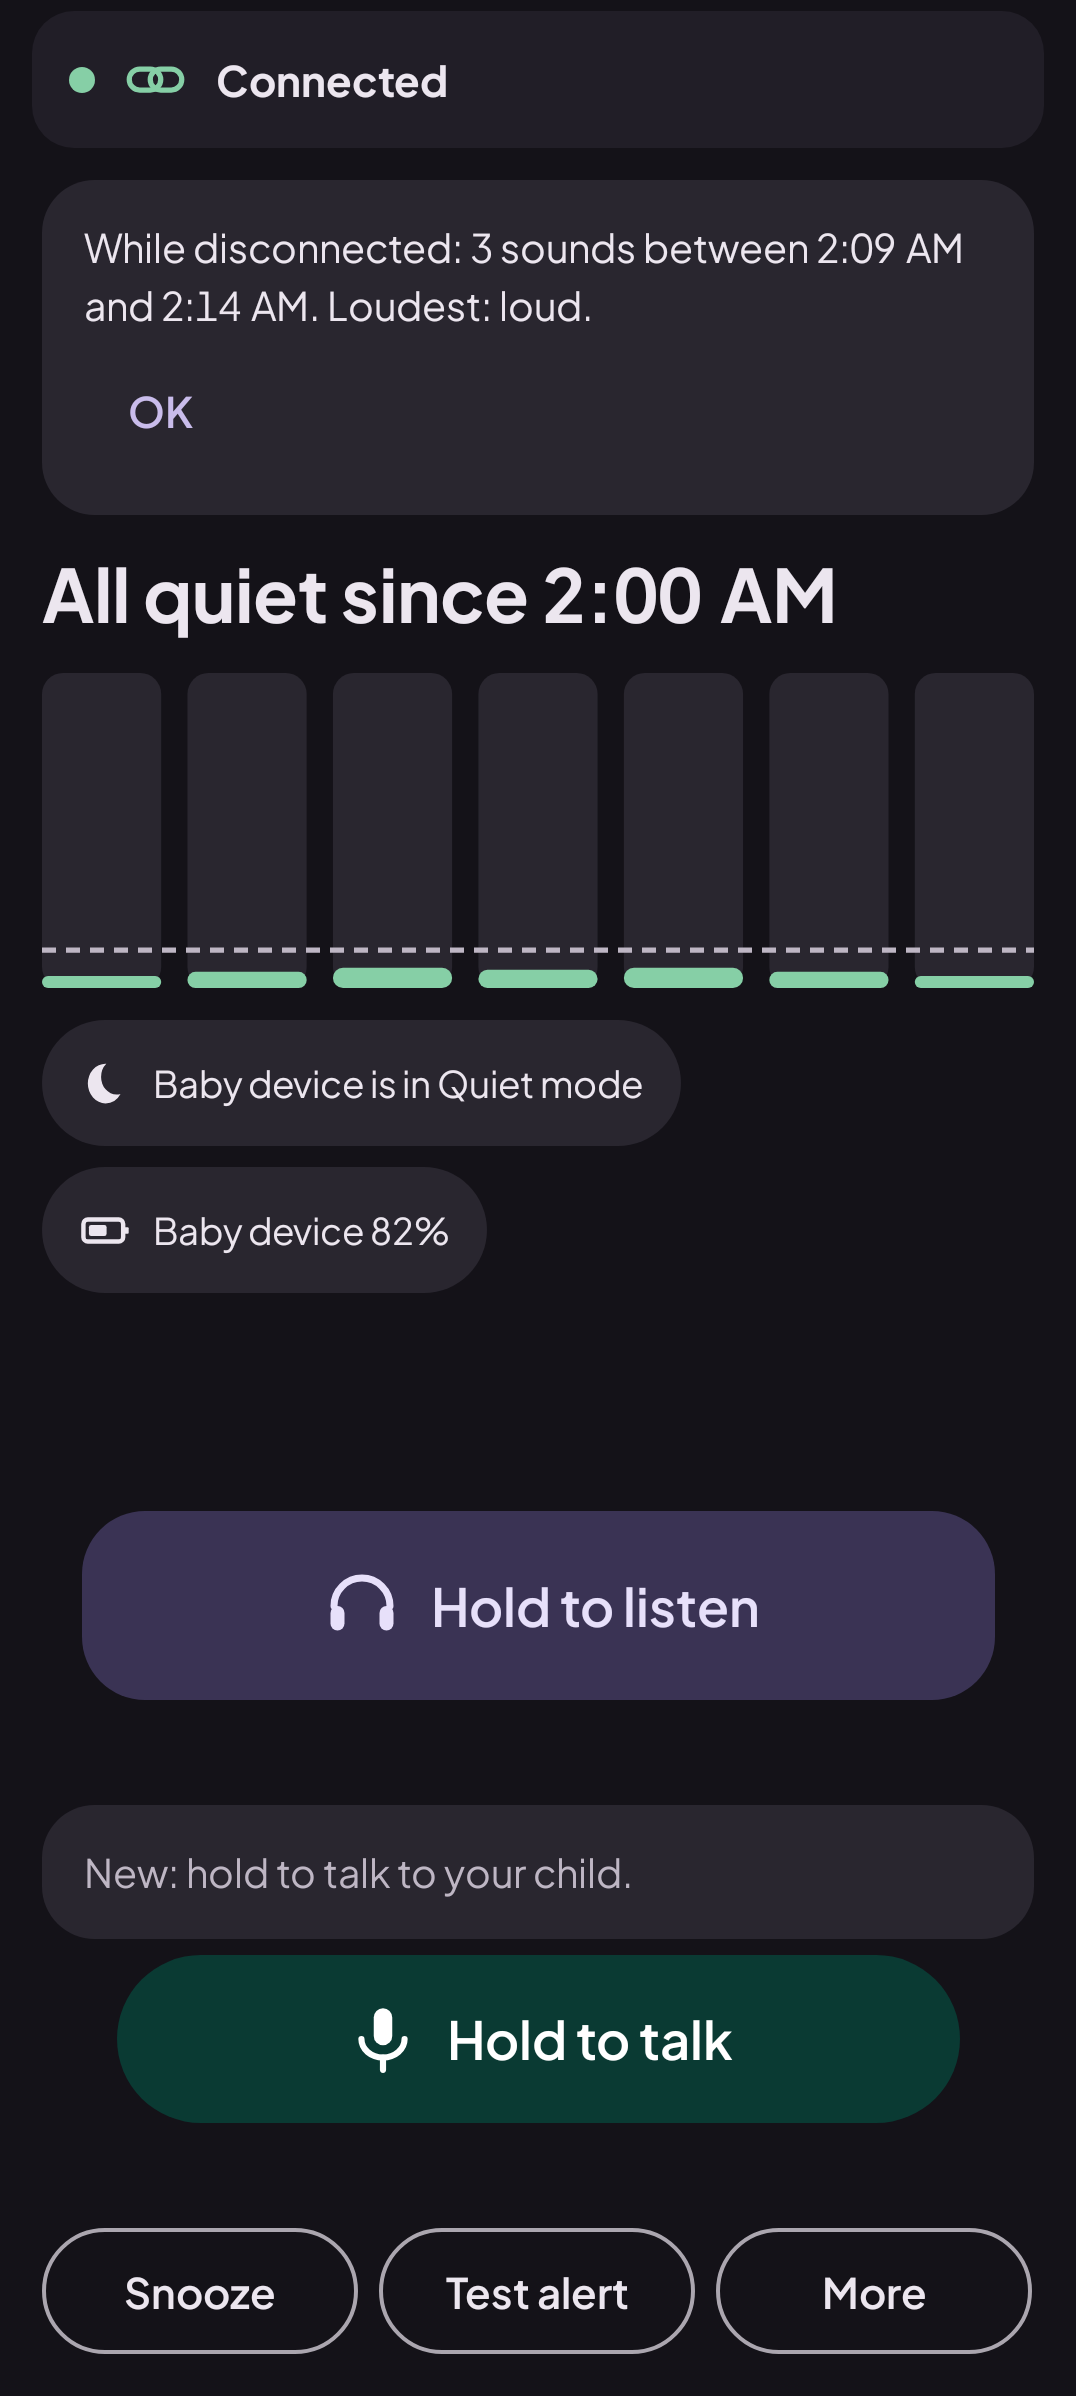 Connected
While disconnected: 3 sounds between 2:09 AM
and 2:14 AM. Loudest: loud.
OK
All quiet since 2:00 AM
Baby device is in Quiet mode
Baby device 82%
Hold to listen
New: hold to talk to your child.
Hold to talk
Snooze
Test alert
More